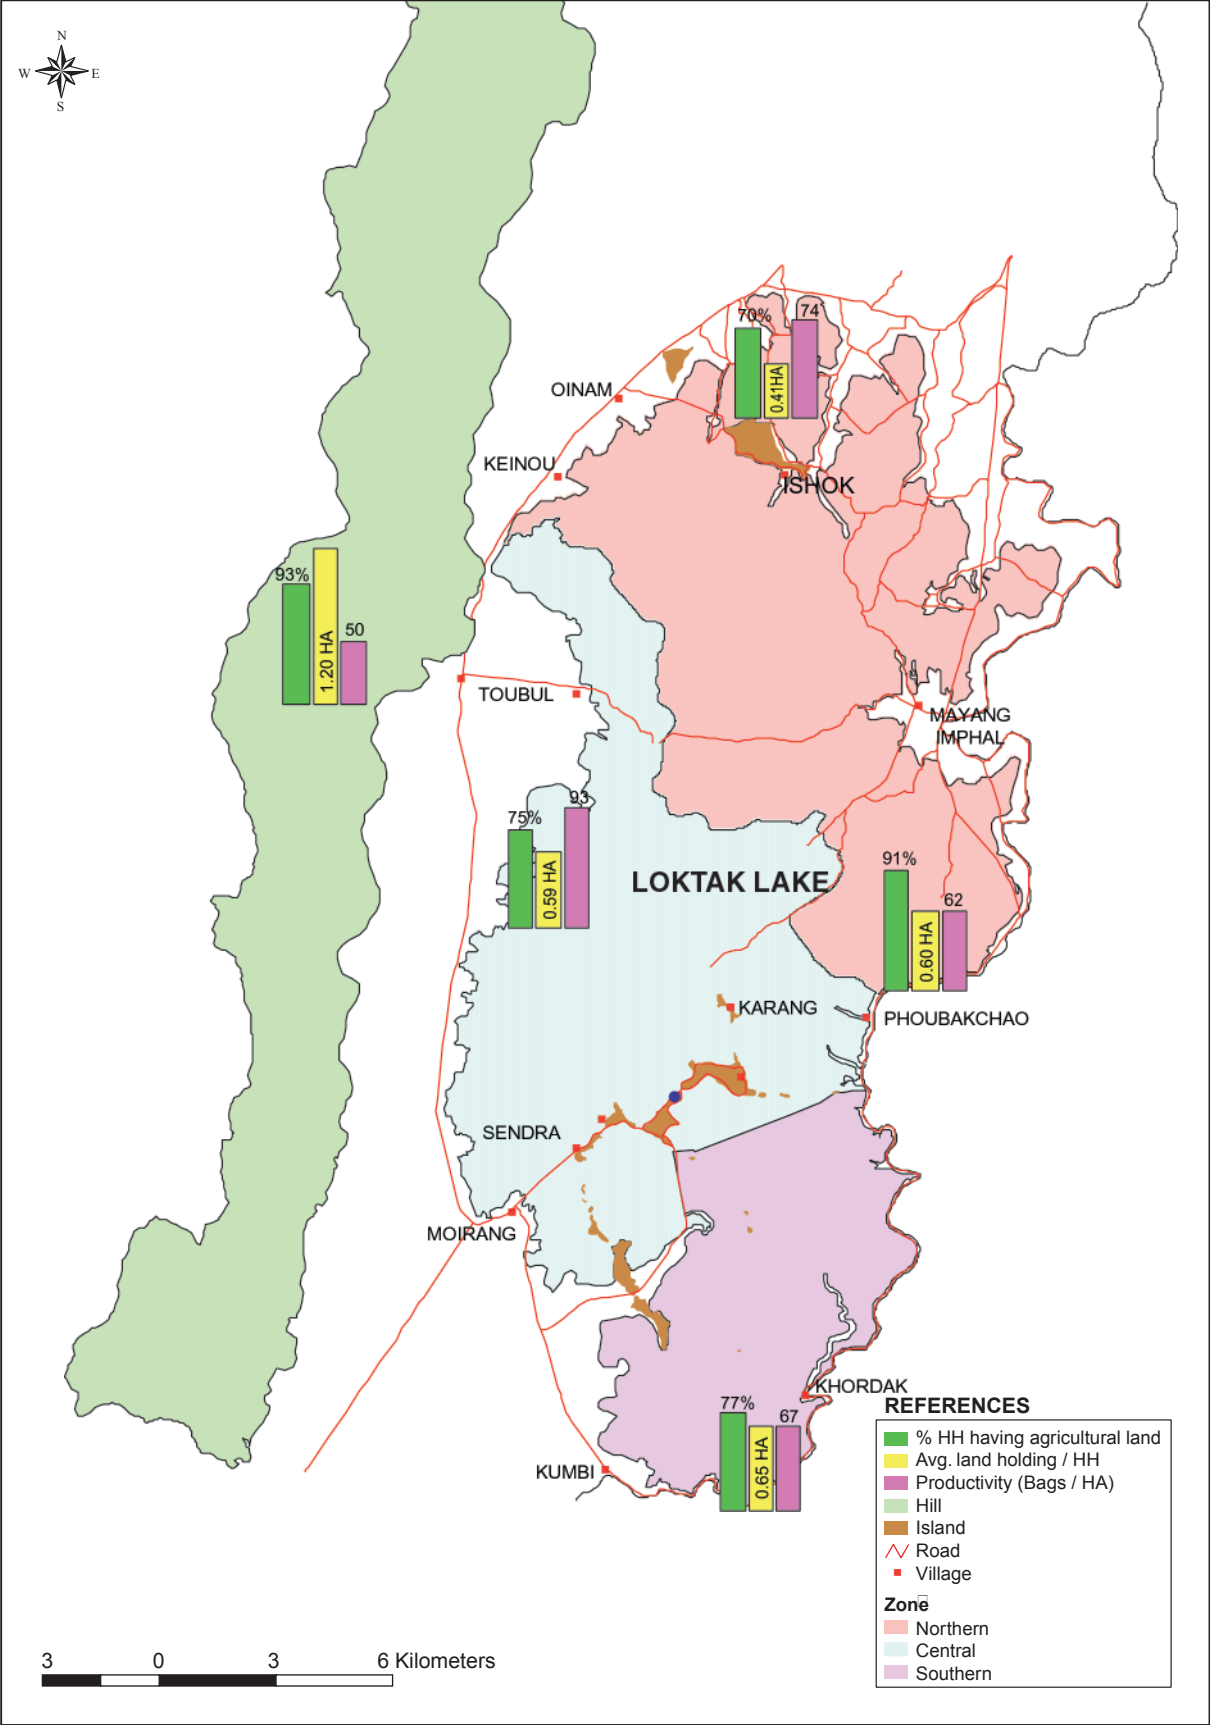 N
W E
S
70%
74
0.41HA
OINAM
KEINOU
ISHOK
93%
1.20 HA
50
TOUBUL
MAYANG
IMPHAL
75%
93
0.59 HA
LOKTAK LAKE
91%
62
0.60 HA
KARANG
PHOUBAKCHAO
SENDRA
MOIRANG
KHORDAK
77%
67
0.65 HA
KUMBI
REFERENCES
% HH having agricultural land
Avg. land holding / HH
Productivity (Bags / HA)
Hill
Island
Road
Village
Zone
Northern
Central
Southern
3 0 3 6 Kilometers